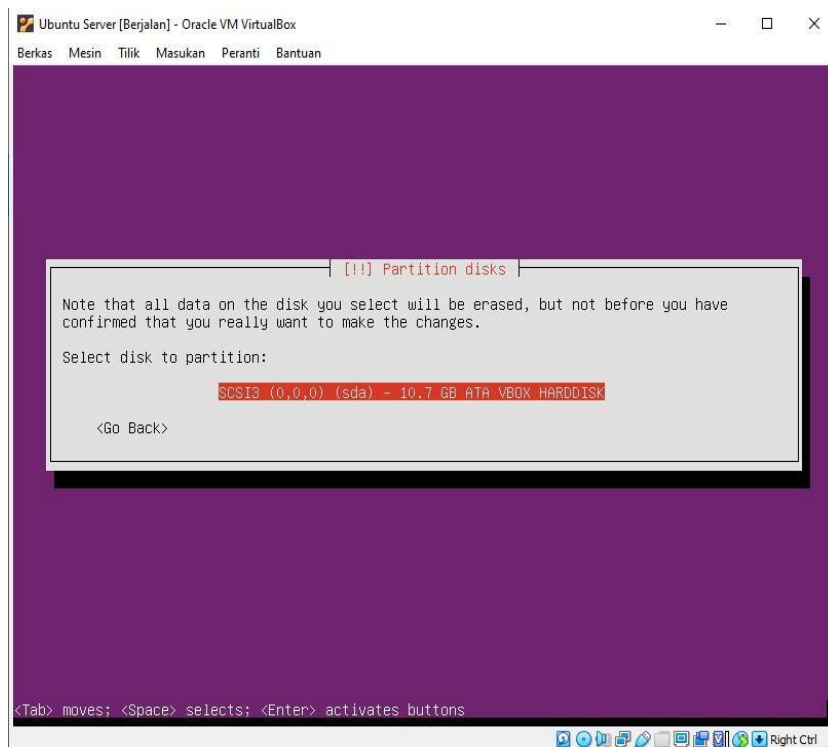 Ubuntu Server [Berjalan] - Oracle VM VirtualBox
Berkas Mesin Tilik Masukan Peranti Bantuan
[!!] Partition disks
Note that all data on the disk you select will be erased, but not before you have
confirmed that you really want to make the changes.
Select disk to partition:
SCSI3 (0,0,0) (sda) - 10.7 GB ATA VBOX HARDDISK
<Go Back>
<Tab> moves; <Space> selects; <Enter> activates buttons
Right Ctrl